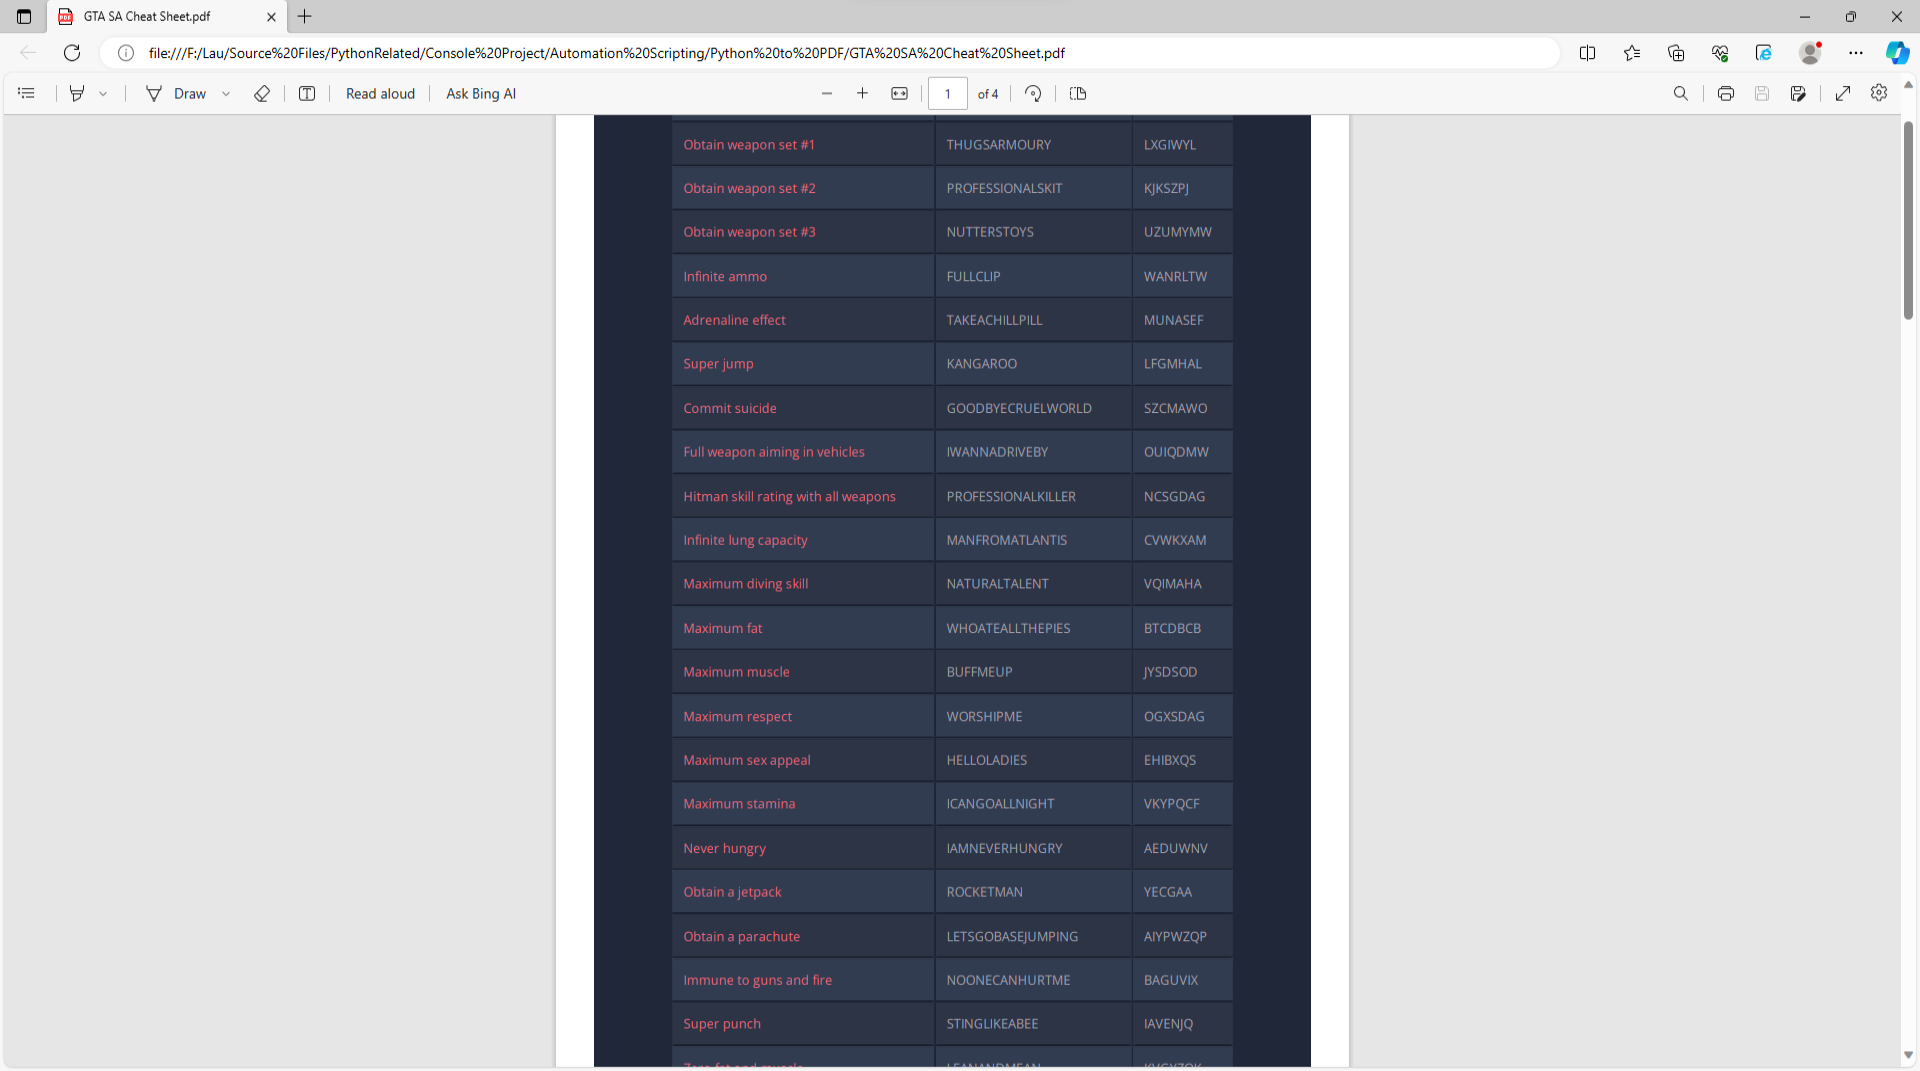 GTA SA Cheat Sheet.pdf
file:///F:/Lau/Source%20Files/PythonRelated/Console%20Project/Automation%20Scripting/Python%20to%20PDF/GTA%20SA%20Cheat%20Sheet.pdf
Draw Read aloud Ask Bing AI 1 of 4
Obtain weapon set #1 THUGSARMOURY LXGIWYL
Obtain weapon set #2 PROFESSIONALSKIT KJKSZPJ
Obtain weapon set #3 NUTTERSTOYS UZUMYMW
Infinite ammo FULLCLIP WANRLTW
Adrenaline effect TAKEACHILLPILL MUNASEF
Super jump KANGAROO LFGMHAL
Commit suicide GOODBYECRUELWORLD SZCMAWO
Full weapon aiming in vehicles IWANNADRIVEBY OUIQDMW
Hitman skill rating with all weapons PROFESSIONALKILLER NCSGDAG
Infinite lung capacity MANFROMATLANTIS CVWKXAM
Maximum diving skill NATURALTALENT VQIMAHA
Maximum fat WHOATEALLTHEPIES BTCDBCB
Maximum muscle BUFFMEUP JYSDSOD
Maximum respect WORSHIPME OGXSDAG
Maximum sex appeal HELLOLADIES EHIBXQS
Maximum stamina ICANGOALLNIGHT VKYPQCF
Never hungry IAMNEVERHUNGRY AEDUWNV
Obtain a jetpack ROCKETMAN YECGAA
Obtain a parachute LETSGOBASEJUMPING AIYPWZQP
Immune to guns and fire NOONECANHURTME BAGUVIX
Super punch STINGLIKEABEE IAVENJQ
Zero fat and muscle LEANANDMEAN KVGYZQK